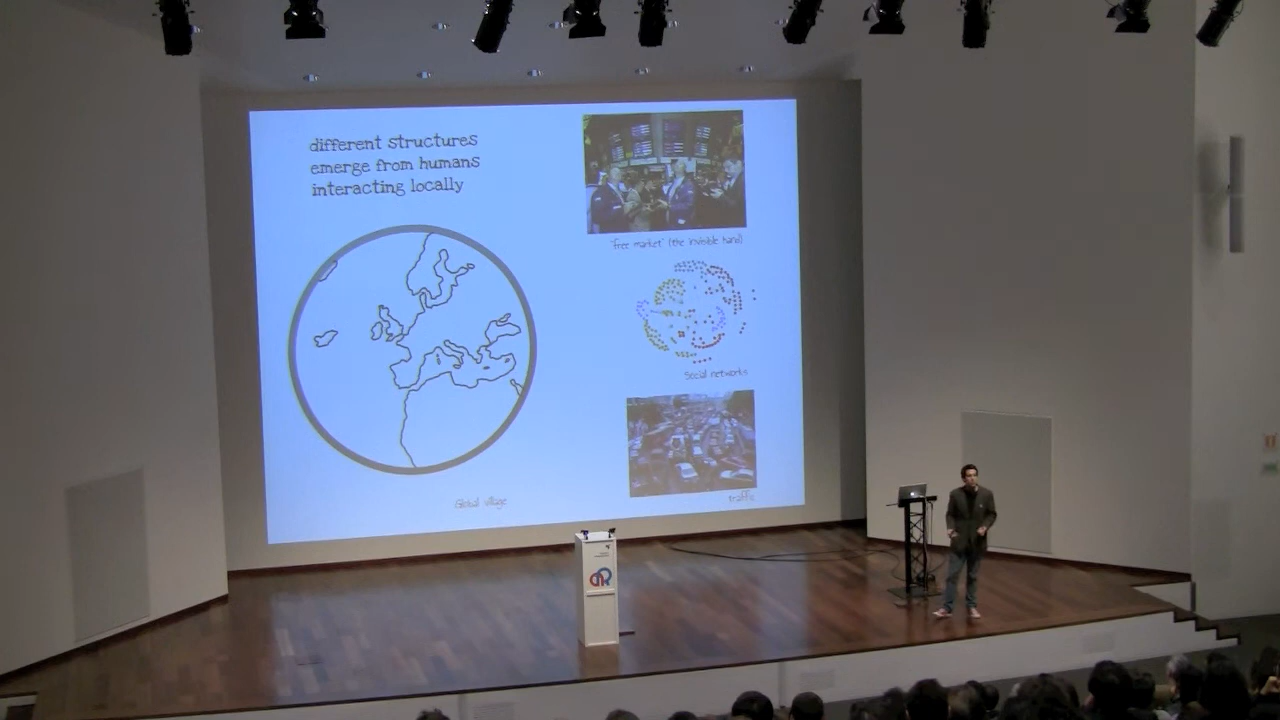 different structures
emerge from humans
interacting locally
"free market" (the invisible hand)
Social networks
Global village
traffic